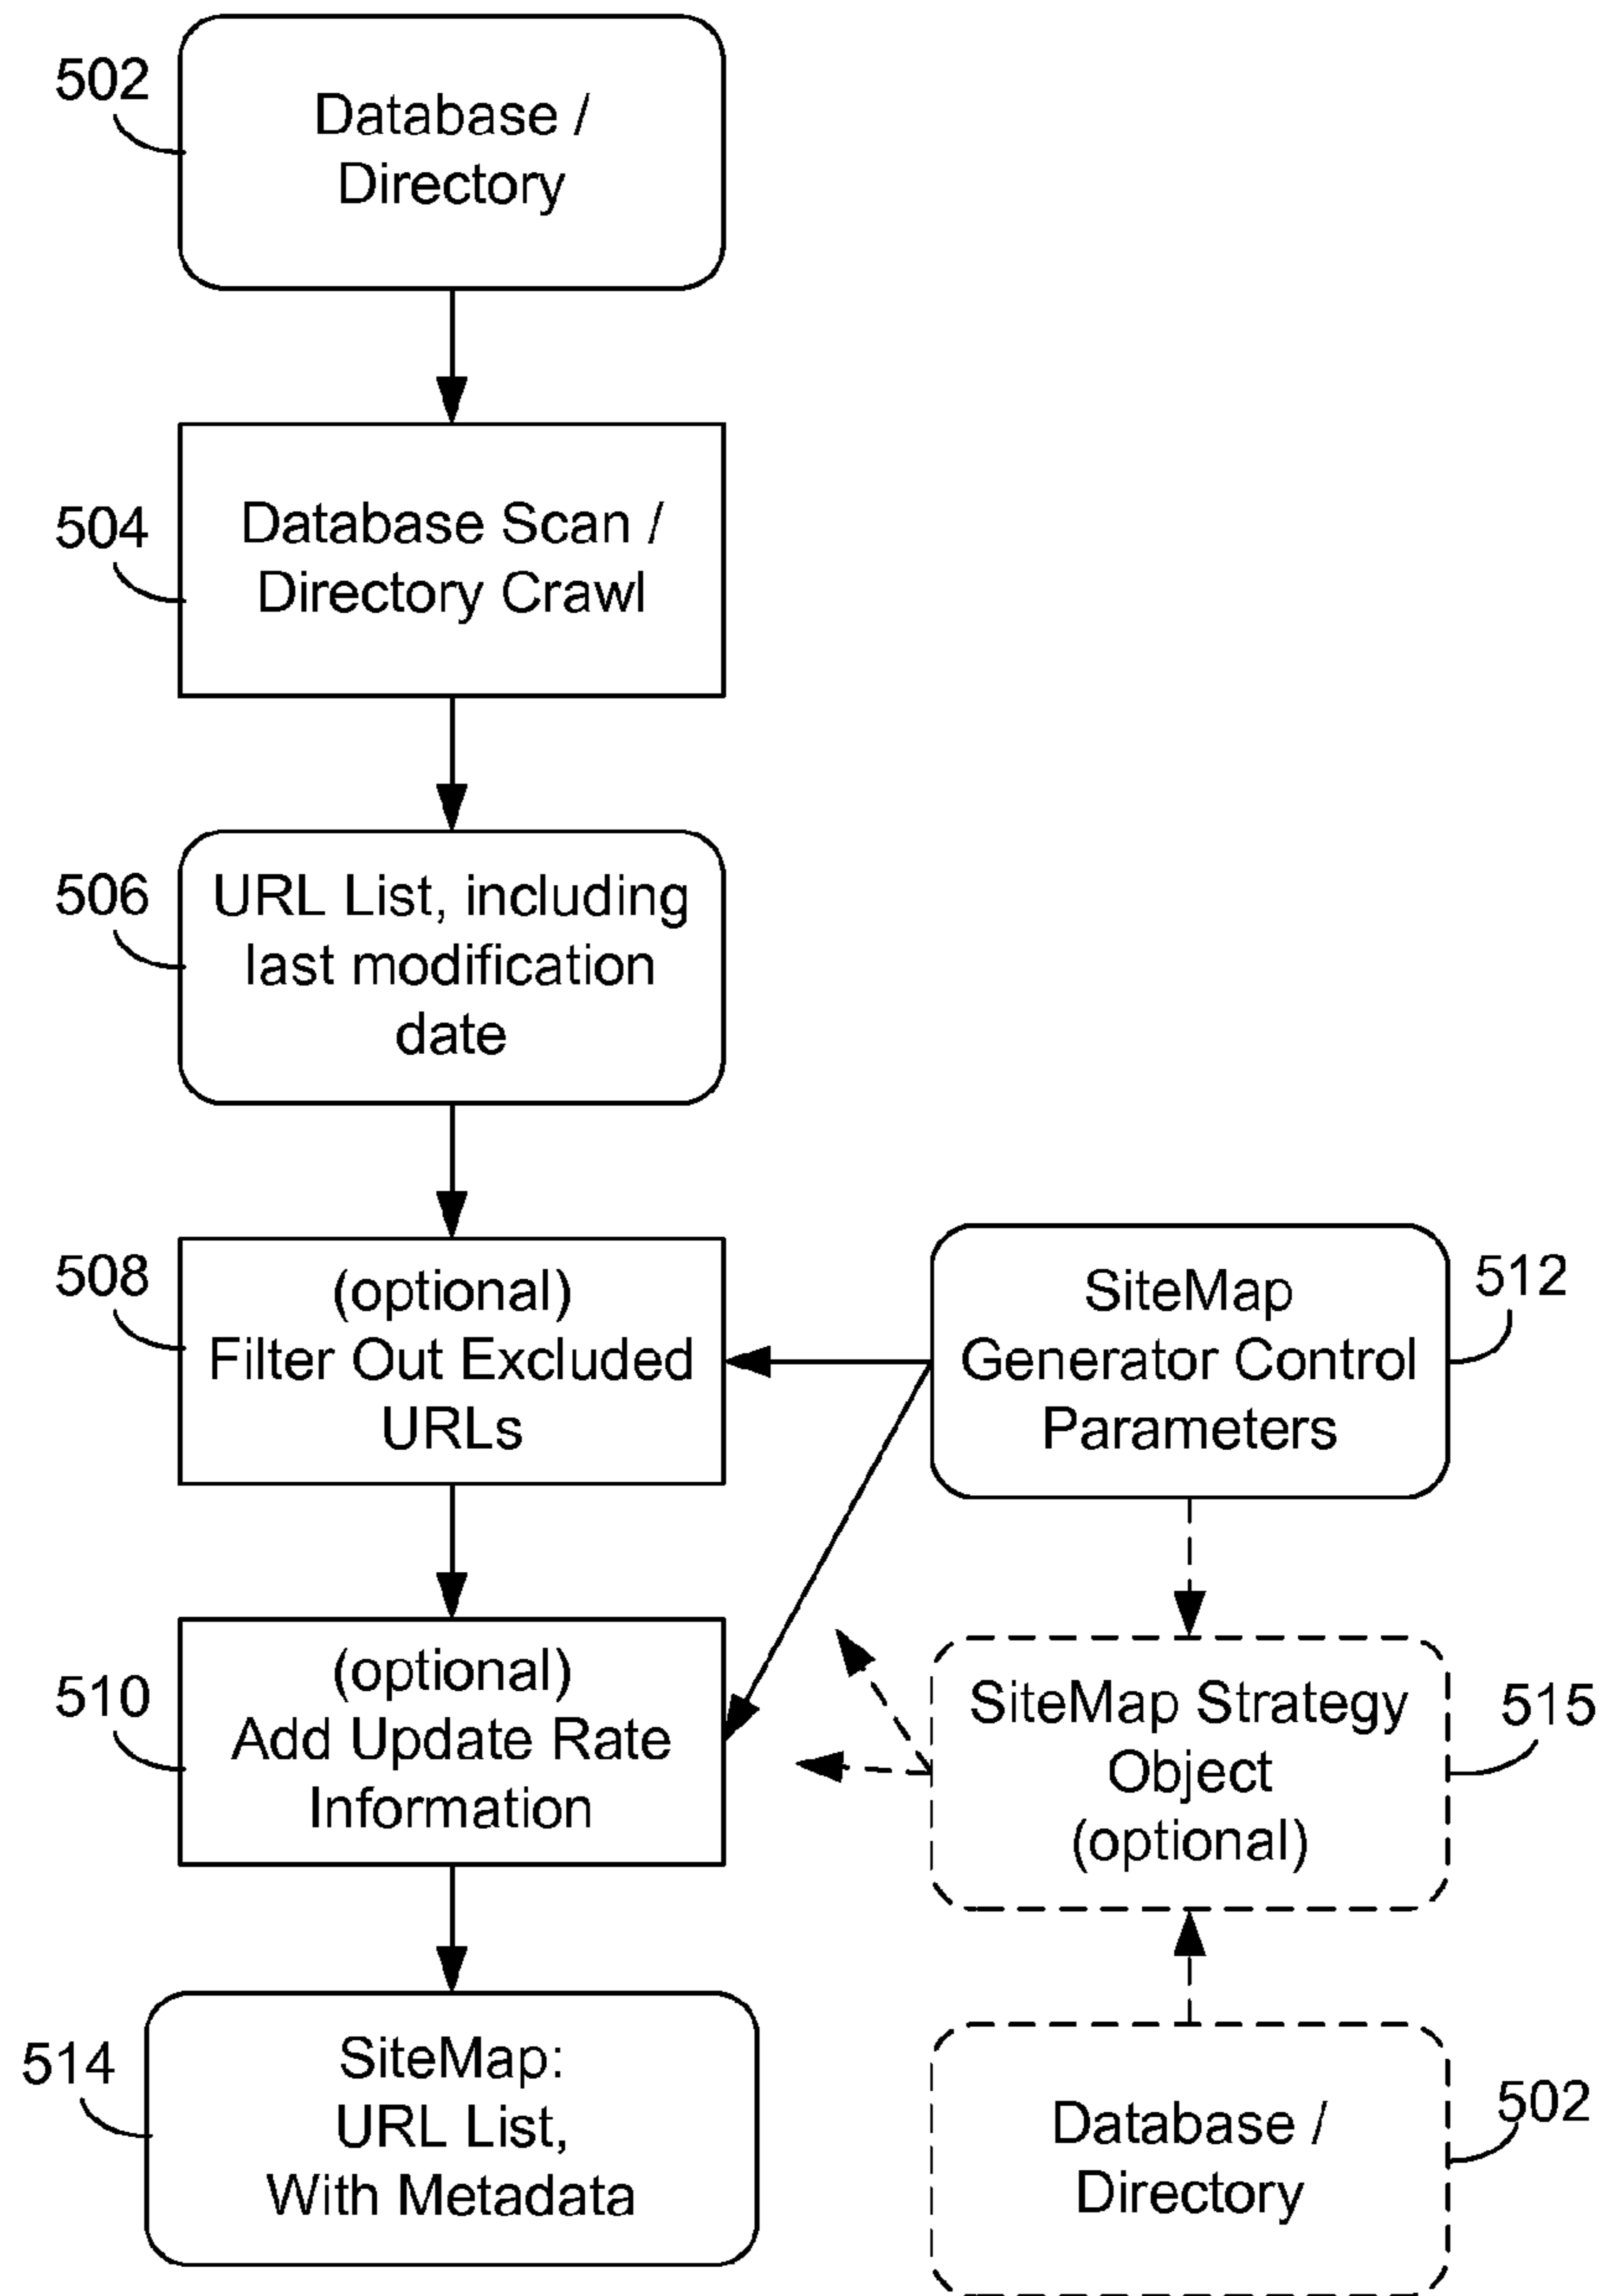 502
Database /
Directory
504
Database Scan /
Directory Crawl
506
URL List, including
last modification
date
508
(optional)
Filter Out Excluded
URLs
SiteMap
Generator Control
Parameters
512
510
(optional)
Add Update Rate
Information
SiteMap Strategy
Object
(optional)
515
514
SiteMap:
URL List,
With Metadata
Database /
Directory
502